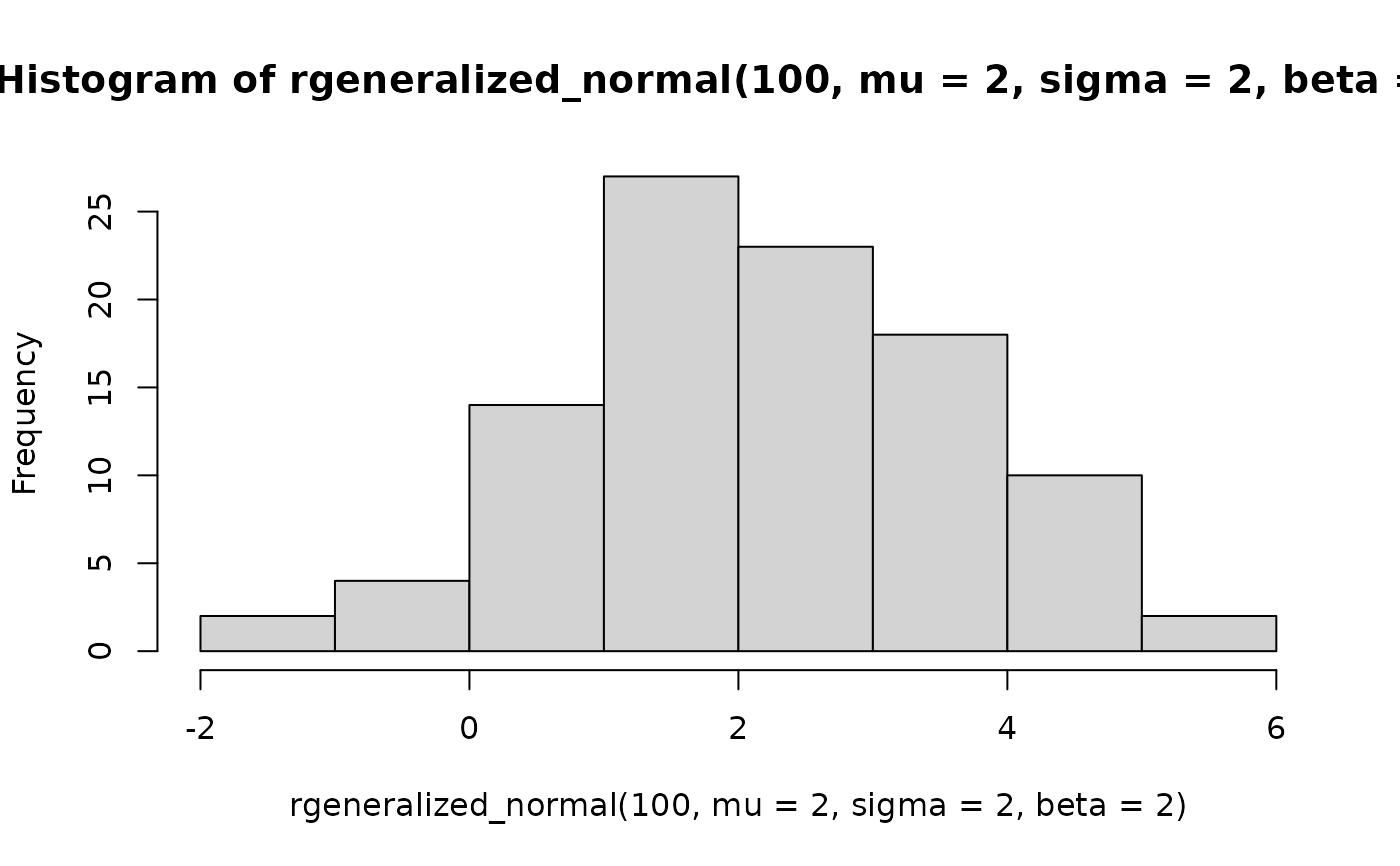 Histogram of rgeneralized_normal(100, mu = 2, sigma = 2, beta =
Frequency
25
20
15
10
5
0
-2 0 2 4 6
rgeneralized_normal(100, mu = 2, sigma = 2, beta = 2)